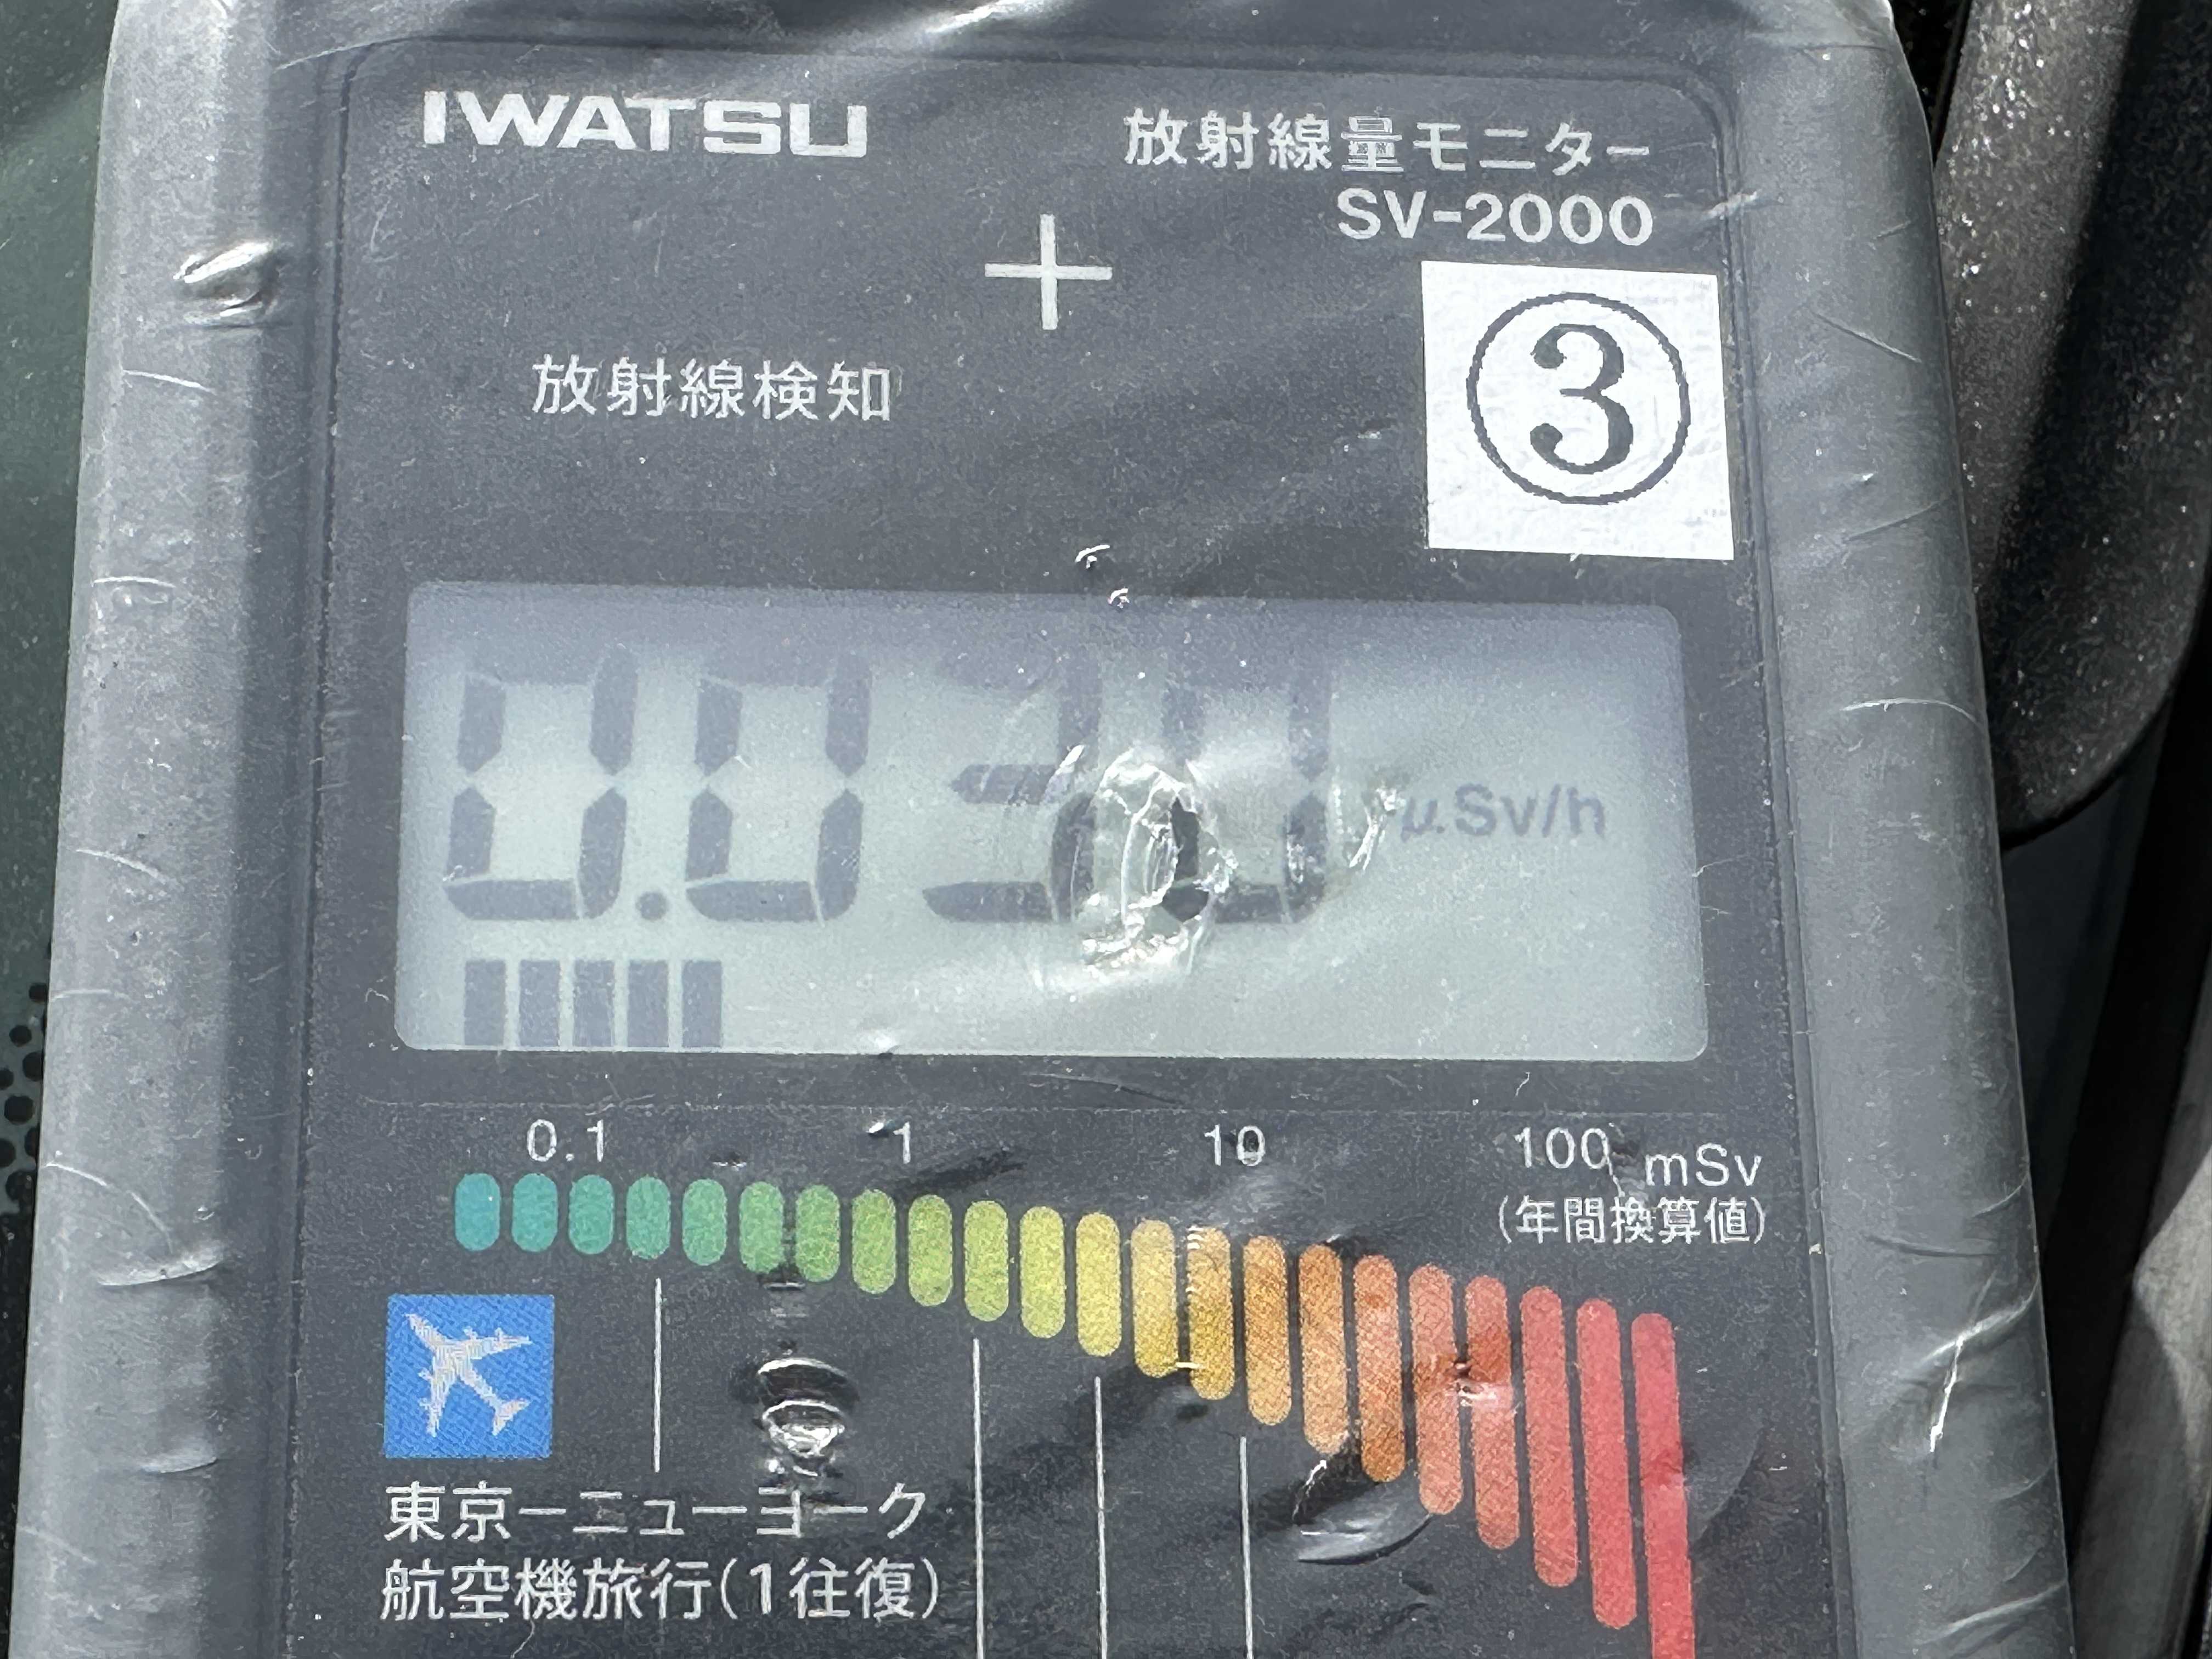 IWATSU
放射線量モニター
SV-2000
③
放射線検知
0.030 μSv/h
0.1 1 10 100 mSv
(年間換算値)
東京ーニューヨーク
航空機旅行(1往復)